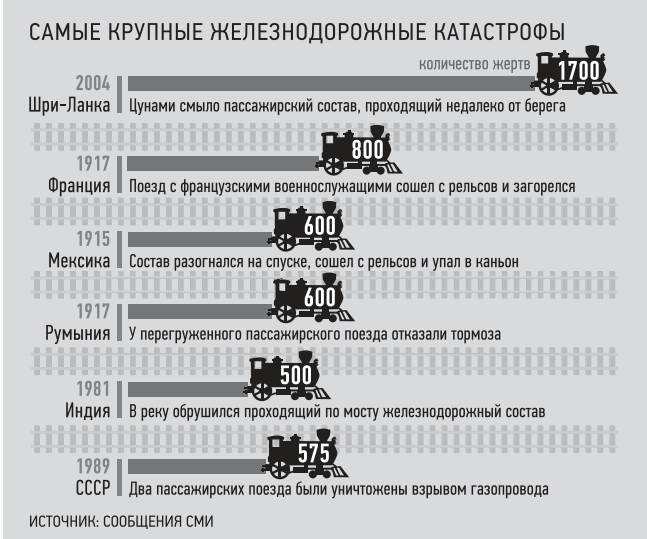 САМЫЕ КРУПНЫЕ ЖЕЛЕЗНОДОРОЖНЫЕ КАТАСТРОФЫ
количество жертв
1700
2004
Шри-Ланка
Цунами смыло пассажирский состав, проходящий недалеко от берега
800
1917
Франция
Поезд с французскими военнослужащими сошел с рельсов и загорелся
600
1915
Мексика
Состав разогнался на спуске, сошел с рельсов и упал в каньон
600
1917
Румыния
У перегруженного пассажирского поезда отказали тормоза
500
1981
Индия
В реку обрушился проходящий по мосту железнодорожный состав
575
1989
СССР
Два пассажирских поезда были уничтожены взрывом газопровода
ИСТОЧНИК: СООБЩЕНИЯ СМИ